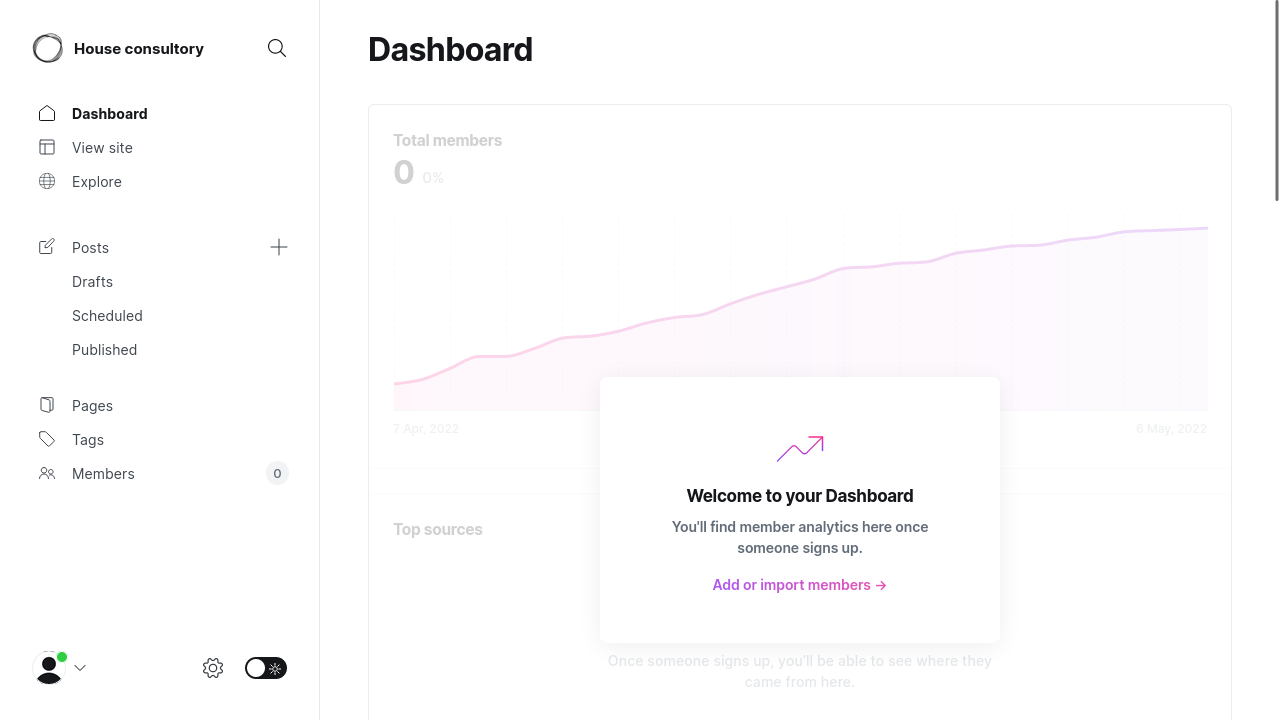 House consultory
Dashboard
View site
Explore
Posts
Drafts
Scheduled
Published
Pages
Tags
Members
0
Dashboard
Total members
0 0%
7 Apr, 2022
6 May, 2022
Top sources
Welcome to your Dashboard
You'll find member analytics here once
someone signs up.
Add or import members →
Once someone signs up, you'll be able to see where they
came from here.